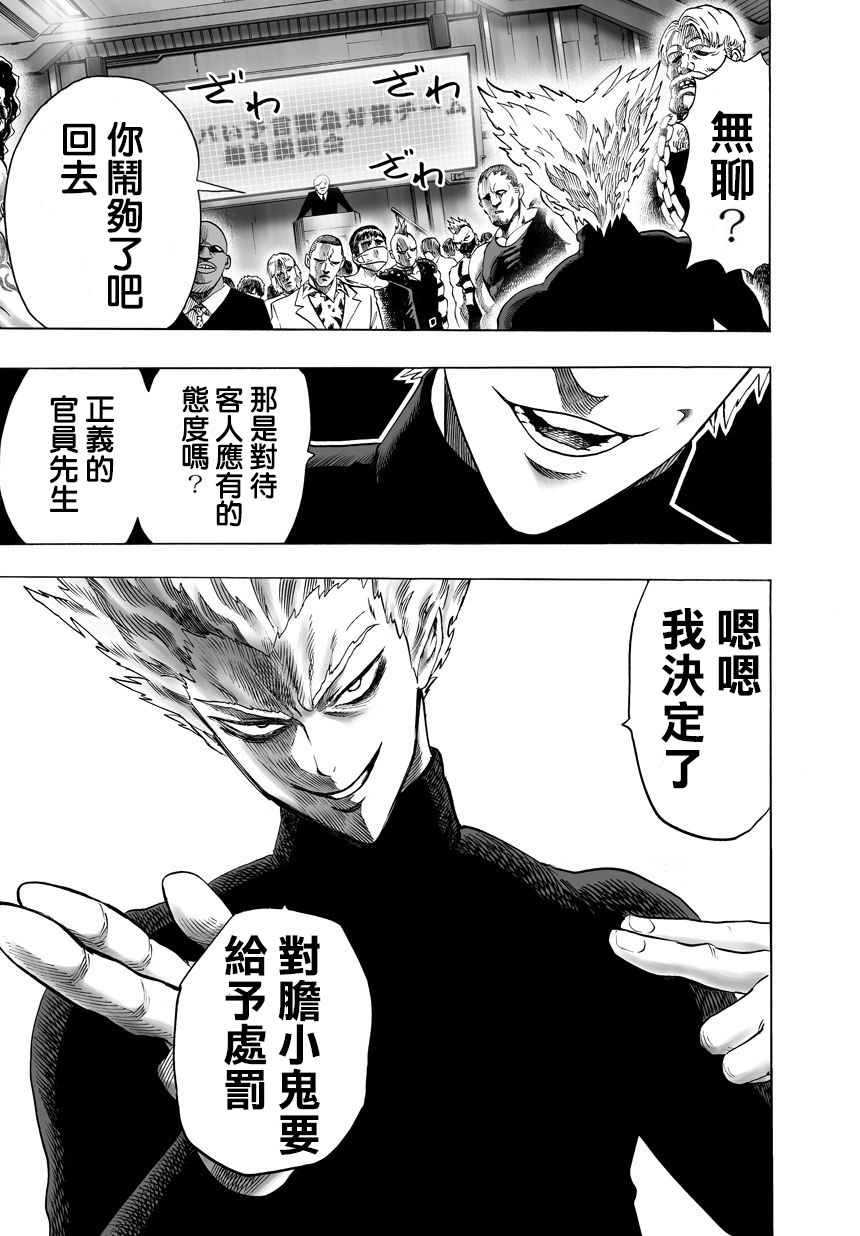 無聊？
ざわ
ざわ
ざわ
你鬧夠了吧
回去
那是對待
客人應有的
態度嗎？
正義的
官員先生
嗯嗯
我決定了
對膽小鬼要
給予處罰